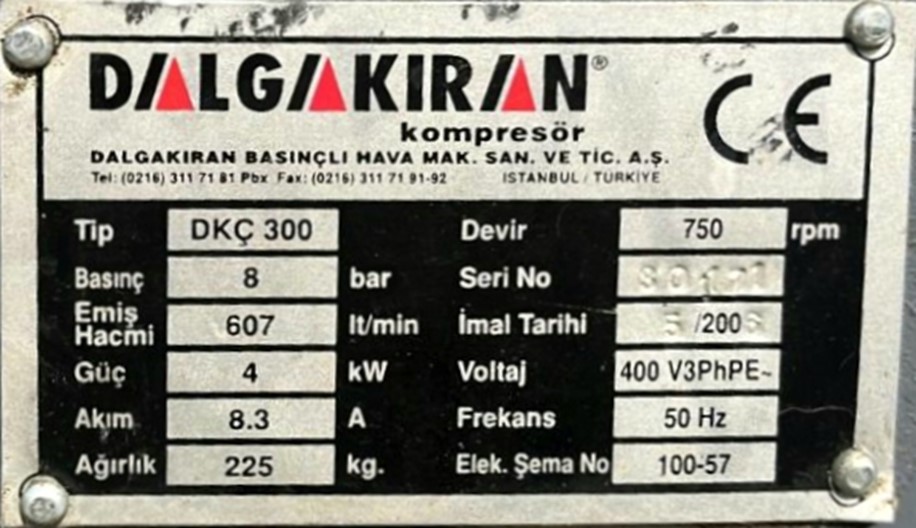 DALGAKIRAN®
kompresör
DALGAKIRAN BASINÇLI HAVA MAK. SAN. VE TİC. A.Ş.
Tel: (0216) 311 71 81 Pbx Fax: (0216) 311 71 91-92 İSTANBUL / TÜRKİYE
CE
Tip DKÇ 300 Devir 750 rpm
Basınç 8 bar Seri No
Emiş Hacmi 607 lt/min İmal Tarihi /200
Güç 4 kW Voltaj 400 V3PhPE~
Akım 8.3 A Frekans 50 Hz
Ağırlık 225 kg. Elek. Şema No 100-57